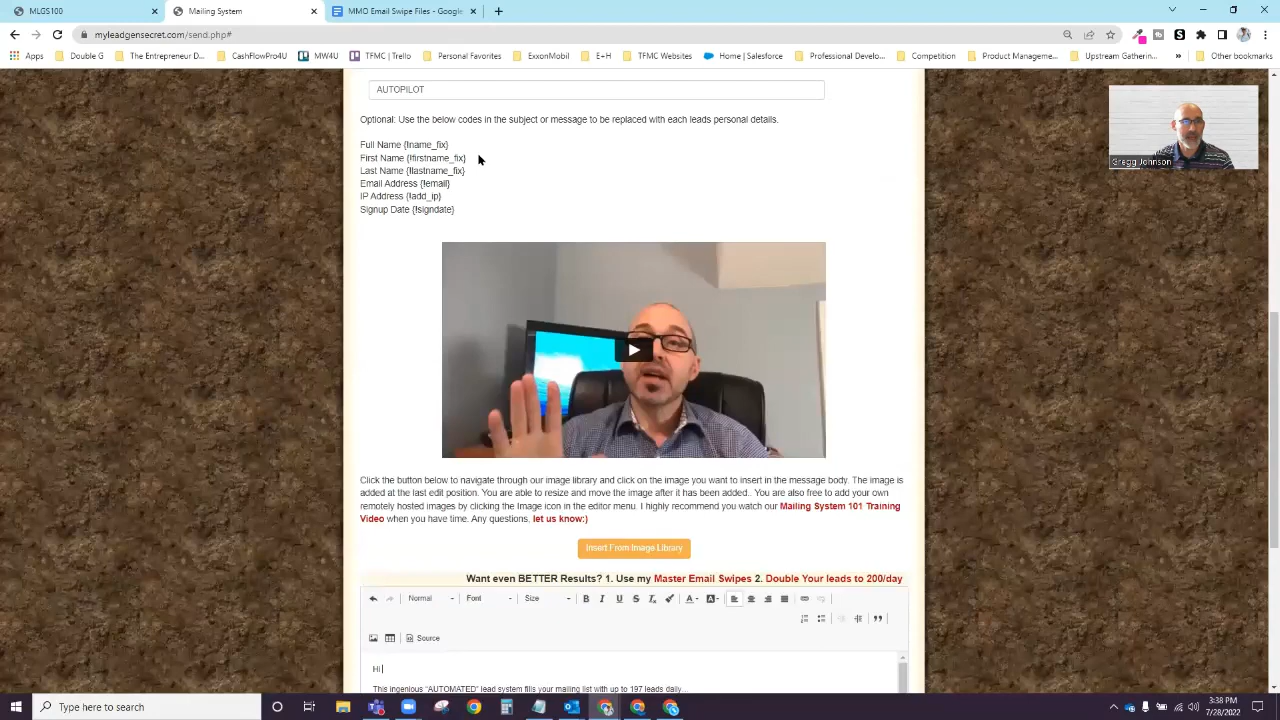 MLGS100
Mailing System
MMO Email Swipe Files - Google
myleadgensecret.com/send.php#
Apps
Double G
The Entrepreneur D...
CashFlowPro4U
MW4U
TFMC | Trello
Personal Favorites
ExxonMobil
E+H
TFMC Websites
Home | Salesforce
Professional Develo...
Competition
Product Manageme...
Upstream Gatherin...
Other bookmarks
AUTOPILOT
Optional: Use the below codes in the subject or message to be replaced with each leads personal details.
Full Name {!name_fix}
First Name {!firstname_fix}
Last Name {!lastname_fix}
Email Address {!email}
IP Address {!add_ip}
Signup Date {!signdate}
Gregg Johnson
Click the button below to navigate through our image library and click on the image you want to insert in the message body. The image is
added at the last edit position. You are able to resize and move the image after it has been added.. You are also free to add your own
remotely hosted images by clicking the Image icon in the editor menu. I highly recommend you watch our Mailing System 101 Training
Video when you have time. Any questions, let us know:)
Insert From Image Library
Want even BETTER Results? 1. Use my Master Email Swipes 2. Double Your leads to 200/day
Normal
Font
Size
Source
Hi
This ingenious "AUTOMATED" lead system fills your mailing list with up to 197 leads daily...
Type here to search
3:38 PM
7/28/2022